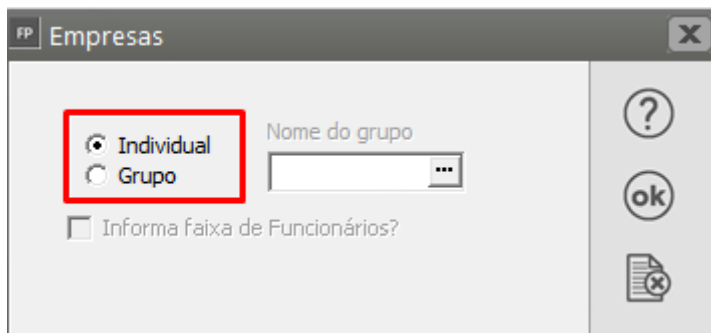 FP Empresas
Individual
Grupo
Nome do grupo
...
Informa faixa de Funcionários?
?
ok